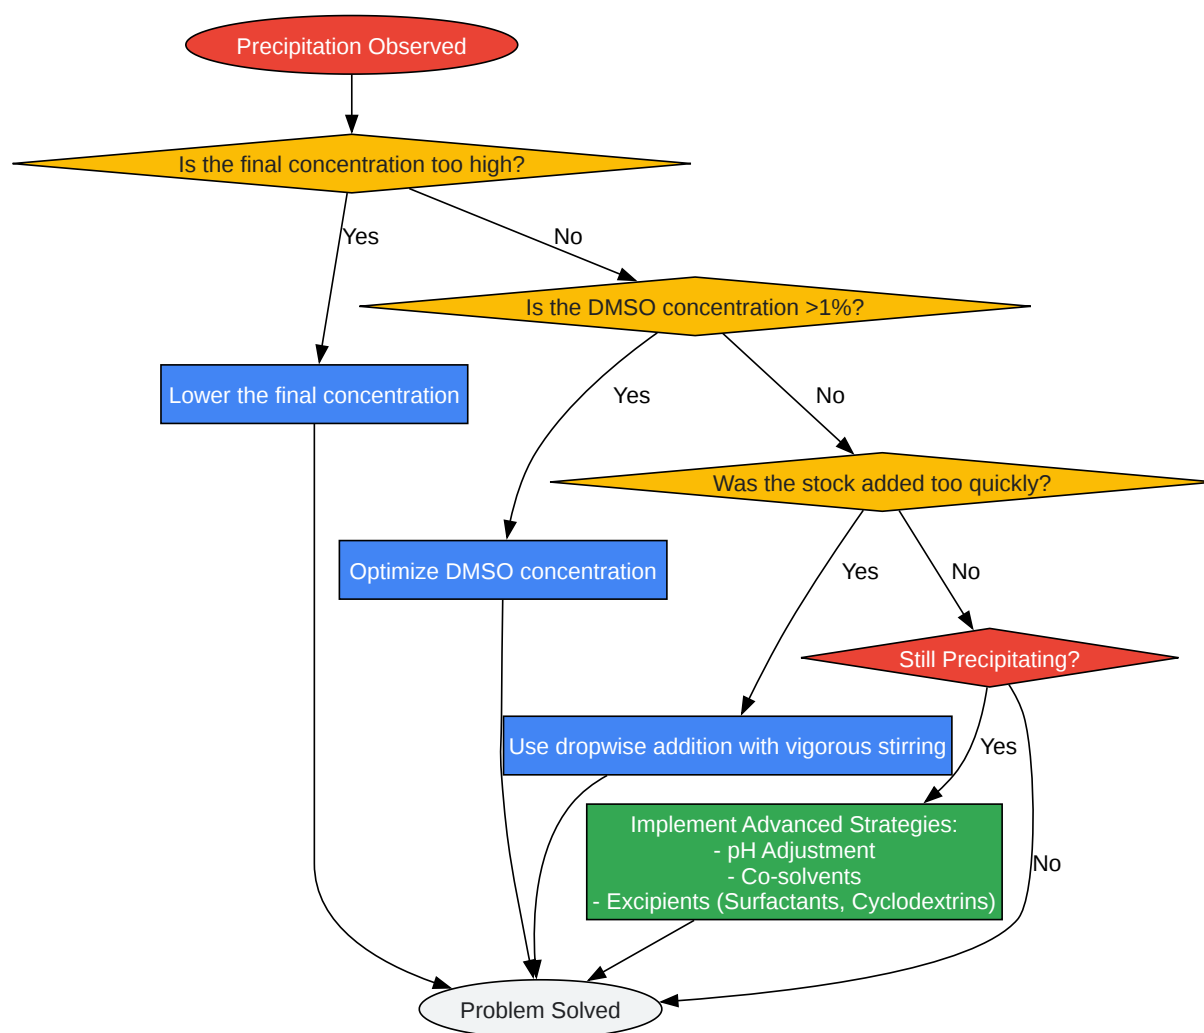 Precipitation Observed
Is the final concentration too high?
Yes
No
Is the DMSO concentration >1%?
Lower the final concentration
Yes
No
Was the stock added too quickly?
Optimize DMSO concentration
Yes
No
Still Precipitating?
Use dropwise addition with vigorous stirring
Yes
Implement Advanced Strategies:
- pH Adjustment
- Co-solvents
- Excipients (Surfactants, Cyclodextrins)
No
Problem Solved